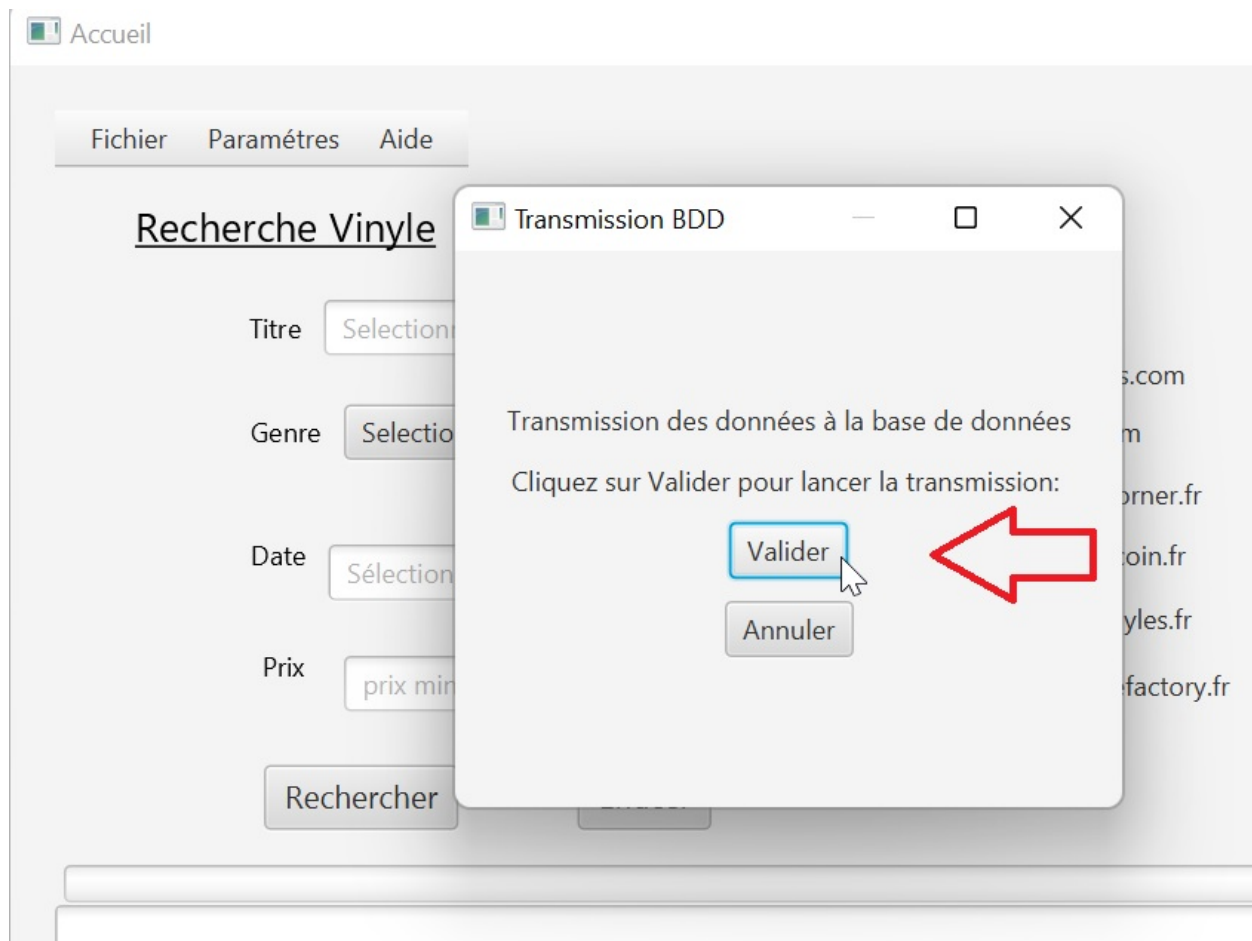 Accueil
Fichier Paramétres Aide
Recherche Vinyle
Transmission BDD
Titre
Genre
Date
Prix
prix
Rechercher
Transmission des données à la base de données
Cliquez sur Valider pour lancer la transmission:
Valider
Annuler